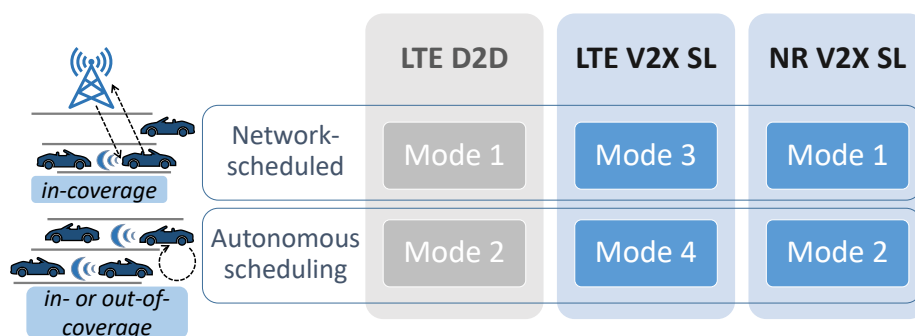 LTE D2D
LTE V2X SL
NR V2X SL
Network-
scheduled
Mode 1
Mode 3
Mode 1
in-coverage
Autonomous
scheduling
Mode 2
Mode 4
Mode 2
in- or out-of-
coverage